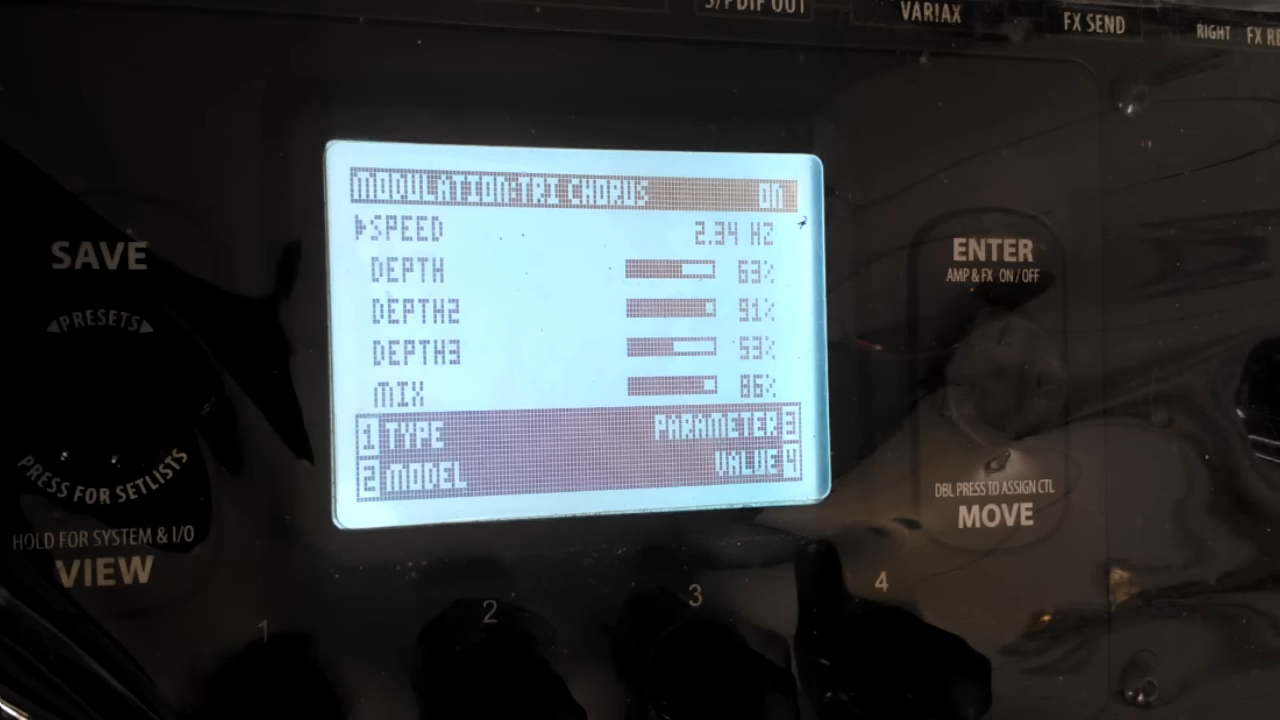 S/PDIF OUT
VARIAX
FX SEND
RIGHT FX
MODULATION:TRI CHORUS ON
SPEED 2.34 HZ
DEPTH 63%
DEPTH2 91%
DEPTH3 53%
MIX 86%
1 TYPE PARAMETER 3
2 MODEL VALUE 4
SAVE
PRESETS
PRESS FOR SETLISTS
HOLD FOR SYSTEM & I/O
VIEW
ENTER
AMP & FX ON / OFF
DBL PRESS TO ASSIGN CTL
MOVE
1
2
3
4